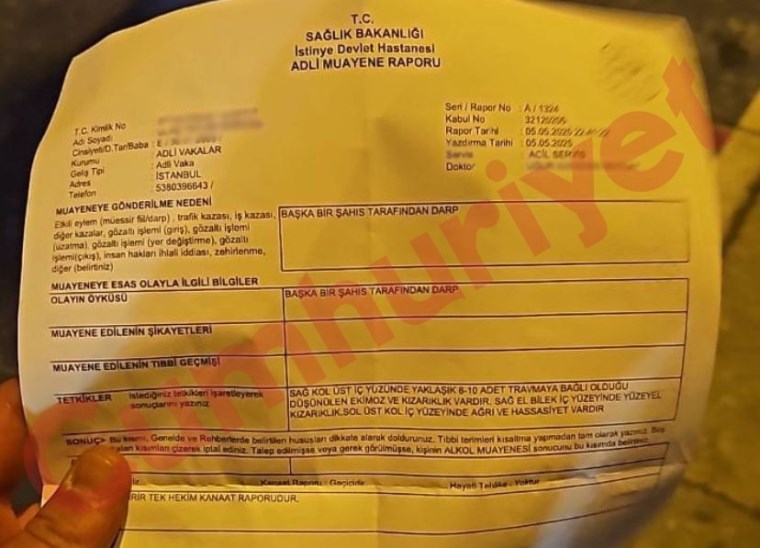 T.C.
SAĞLIK BAKANLIĞI
İstinye Devlet Hastanesi
ADLİ MUAYENE RAPORU
T.C. Kimlik No
Adı Soyadı
Cinsiyeti/D.Tar/Baba : E /
Kurumu : ADLİ VAKALAR
Geliş Tipi : Adli Vaka
Adres : İSTANBUL
Telefon : 5380396643 /
Seri / Rapor No : A / 1324
Kabul No : 32120206
Rapor Tarihi : 05.05.2025
Yazdırma Tarihi : 05.05.2025
Servis : ACİL SERVİS
Doktor :
MUAYENEYE GÖNDERİLME NEDENİ
Etkili eylem (müessir fiil/darp) , trafik kazası, iş kazası,
diğer kazalar, gözaltı işlemi (giriş), gözaltı işlemi
(uzatma), gözaltı işlemi (yer değiştirme), gözaltı
işlemi(çıkış), insan hakları ihlali iddiası, zehirlenme,
diğer (belirtiniz)
BAŞKA BİR ŞAHIS TARAFINDAN DARP
MUAYENEYE ESAS OLAYLA İLGİLİ BİLGİLER
OLAYIN ÖYKÜSÜ
BAŞKA BİR ŞAHIS TARAFINDAN DARP
MUAYENE EDİLENİN ŞİKAYETLERİ
MUAYENE EDİLENİN TIBBİ GEÇMİŞİ
TETKİKLER istediğiniz tetkikleri işaretleyerek
sonuçlarını yazınız
SAĞ KOL ÜST İÇ YÜZÜNDE YAKLAŞIK 8-10 ADET TRAVMAYA BAĞLI OLDUĞU
DÜŞÜNÜLEN EKİMOZ VE KIZARIKLIK VARDIR. SAĞ EL BİLEK İÇ YÜZEYİNDE YÜZEYEL
KIZARIKLIK.SOL ÜST KOL İÇ YÜZEYİNDE AĞRI VE HASSASİYET VARDIR
SONUÇ> Bu kısmı, Genelde ve Rehberlerde belirtilen hususları dikkate alarak doldurunuz. Tıbbi terimleri kısaltma yapmadan tam olarak yazınız. Boş
kalan kısımları çizerek iptal ediniz. Talep edilmişse veya gerek görülmüşse, kişinin ALKOL MUAYENESİ sonucunu bu kısımda belirtiniz.
Kanaat Raporu : Geçicidir
Hayati Tehlike : Yoktur
TEK HEKİM KANAAT RAPORUDUR.
Cumhuriyet